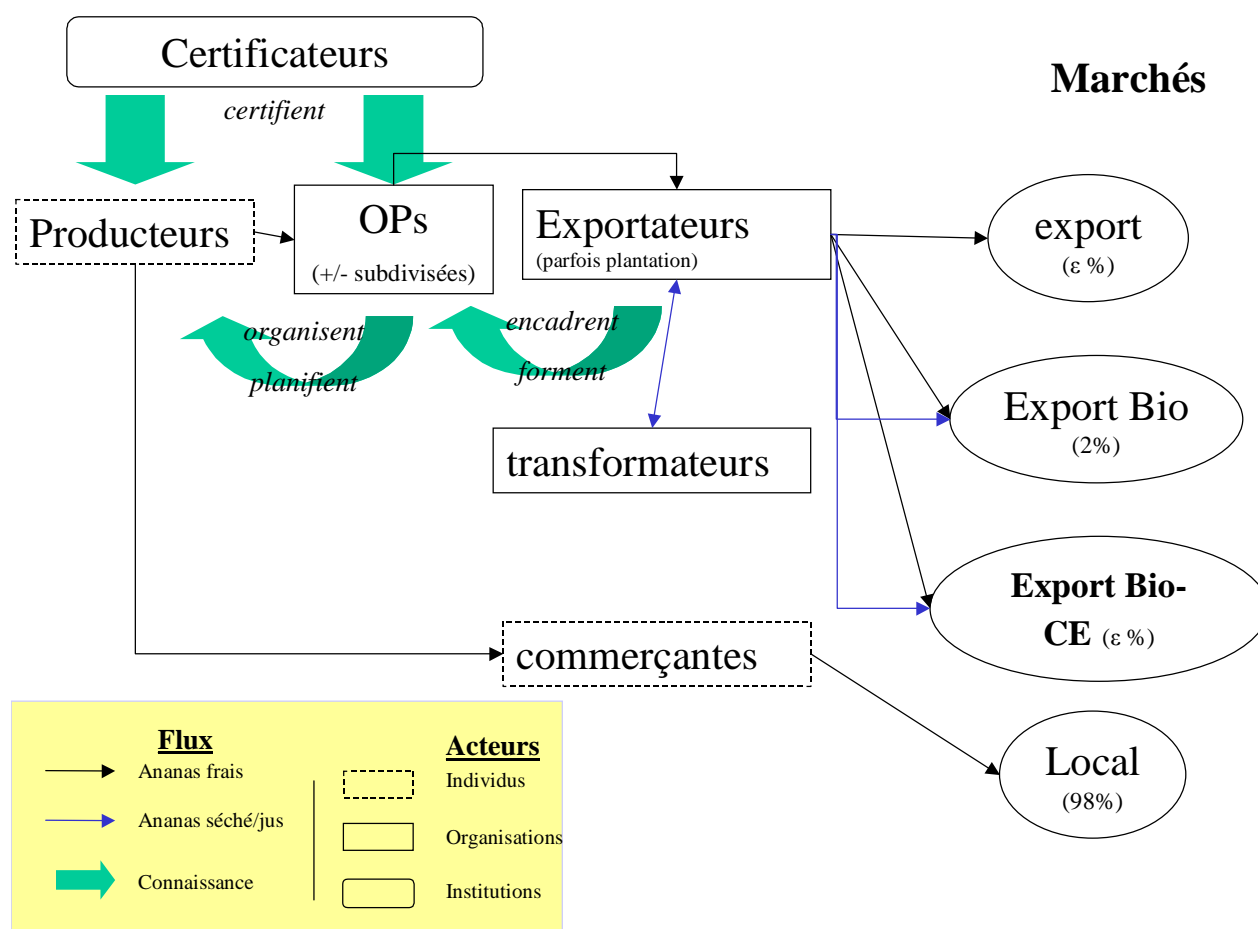 Certificateurs
Marchés
certifient
Producteurs
OPs
(+/- subdivisées)
Exportateurs
(parfois plantation)
export
(ε %)
organisent
planifient
encadrent
forment
Export Bio
(2%)
transformateurs
Export Bio-
CE (ε %)
commerçantes
Local
(98%)
Flux
Ananas frais
Ananas séché/jus
Connaissance
Acteurs
Individus
Organisations
Institutions